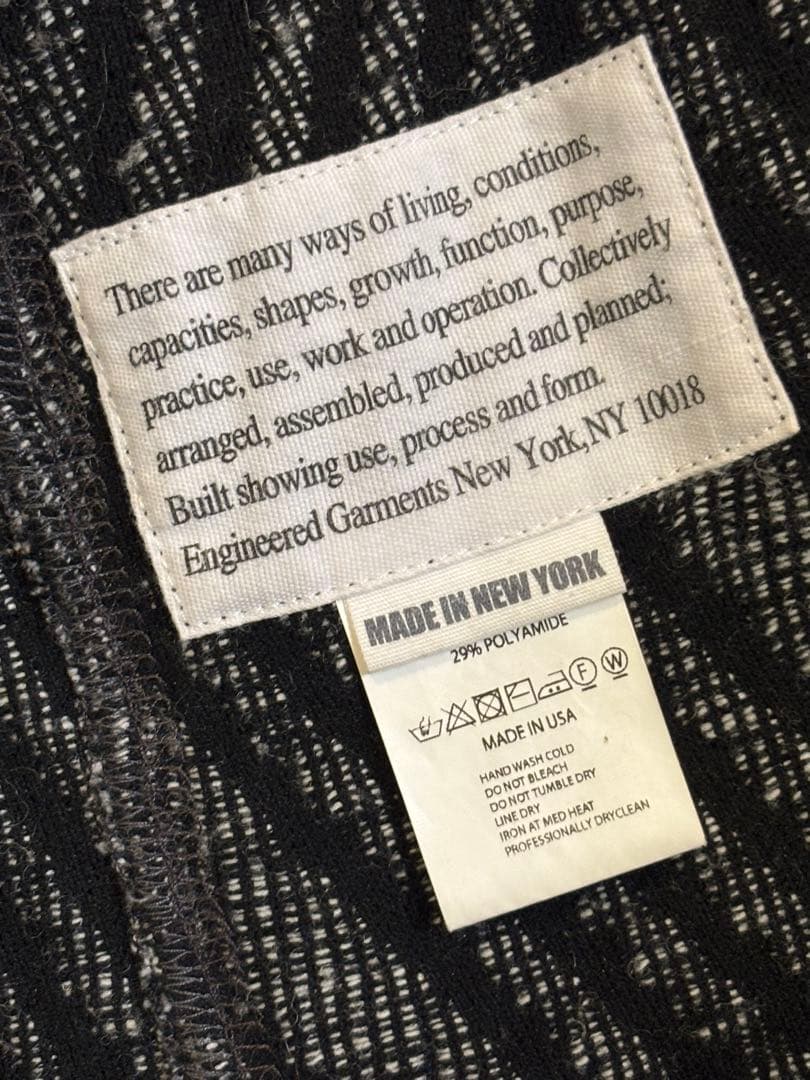 There are many ways of living, conditions,
capacities, shapes, growth, function, purpose,
practice, use, work and operation. Collectively
arranged, assembled, produced and planned;
Built showing use, process and form.
Engineered Garments New York,NY 10018
MADE IN NEW YORK
29% POLYAMIDE
F W
MADE IN USA
HAND WASH COLD
DO NOT BLEACH
DO NOT TUMBLE DRY
LINE DRY
IRON AT MED HEAT
PROFESSIONALLY DRYCLEAN